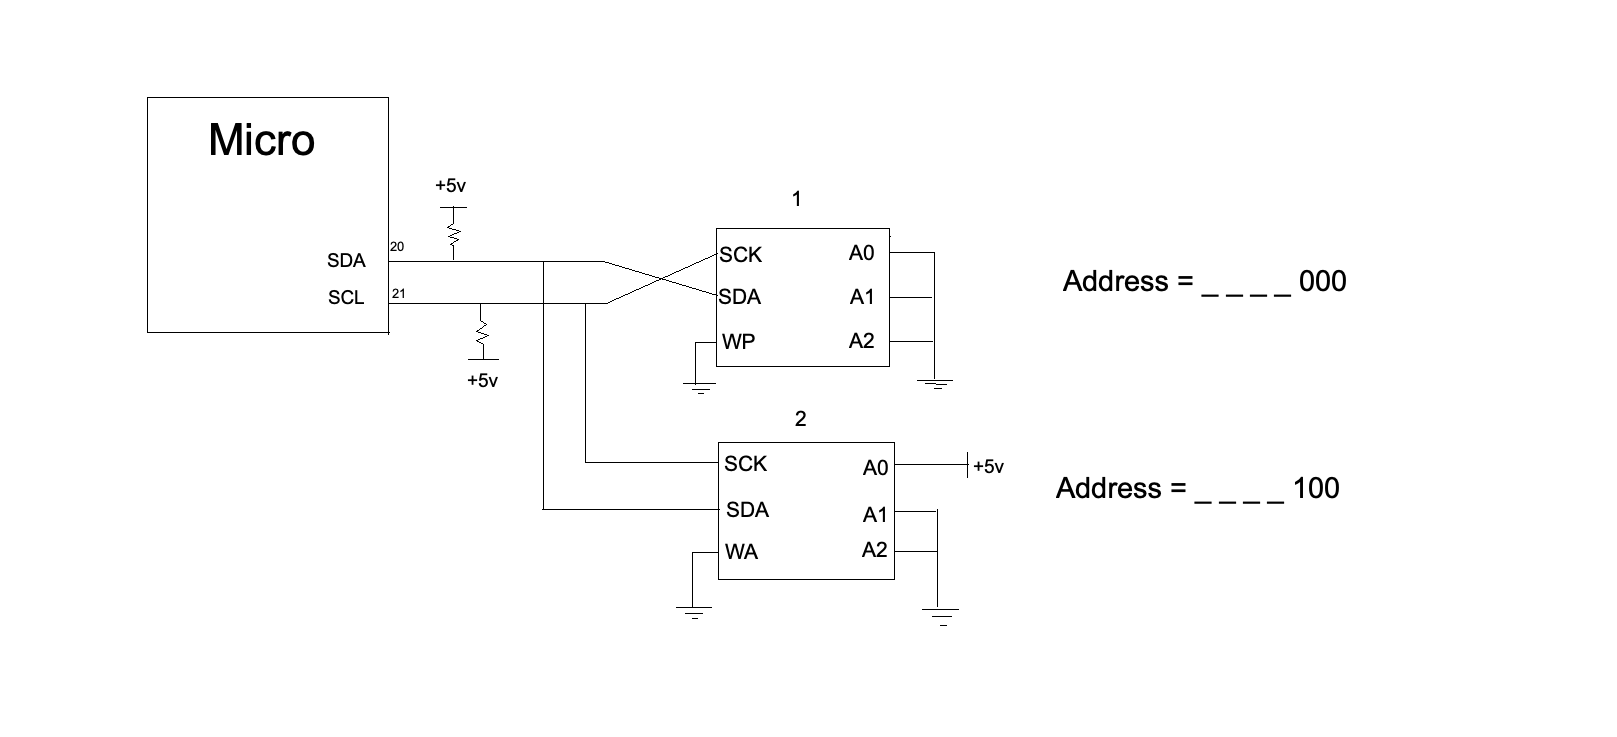 Micro
+5v
20
SDA
21
SCL
+5v
1
SCK A0
SDA A1
WP A2
Address = _ _ _ _ 000
2
SCK A0
+5v
SDA A1
WA A2
Address = _ _ _ _ 100